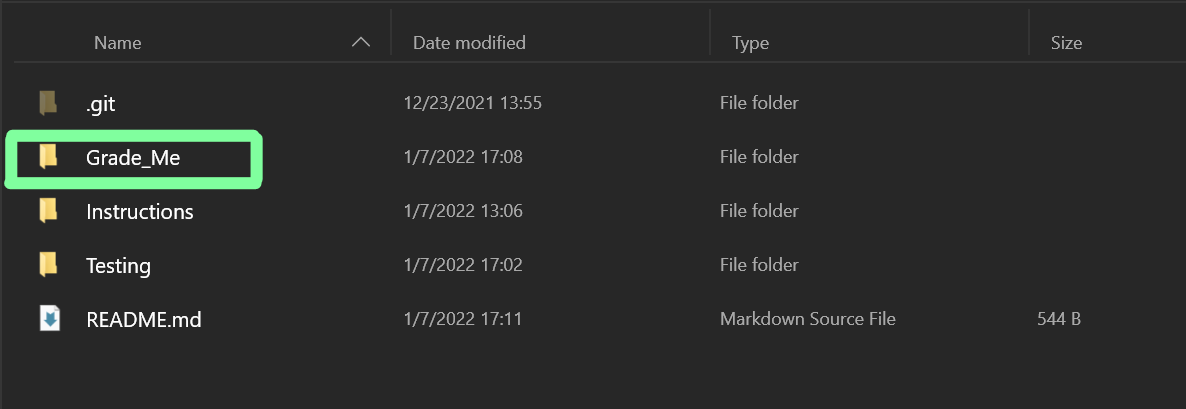 Name Date modified Type Size
.git 12/23/2021 13:55 File folder
Grade_Me 1/7/2022 17:08 File folder
Instructions 1/7/2022 13:06 File folder
Testing 1/7/2022 17:02 File folder
README.md 1/7/2022 17:11 Markdown Source File 544 B